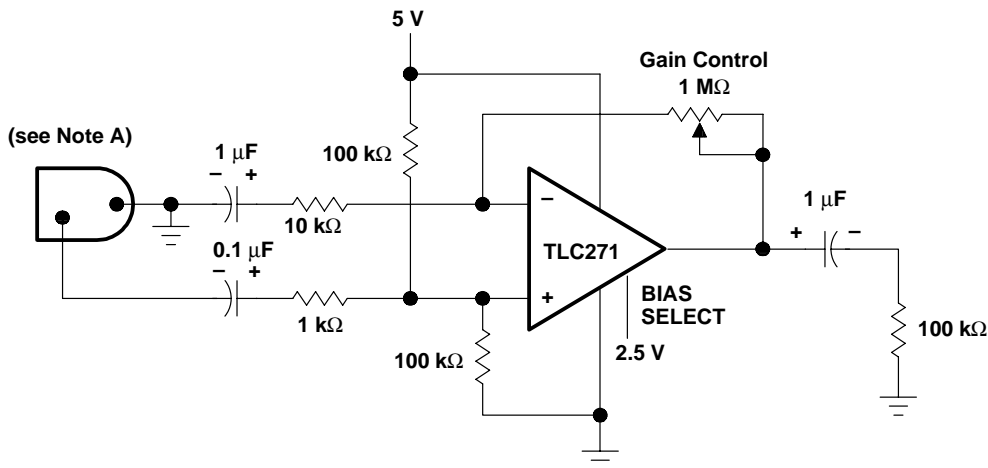 5 V
Gain Control
1 MΩ
(see Note A)
1 μF
100 kΩ
−
+
10 kΩ
−
TLC271
1 μF
+
−
0.1 μF
−
+
1 kΩ
+
BIAS
SELECT
2.5 V
100 kΩ
100 kΩ